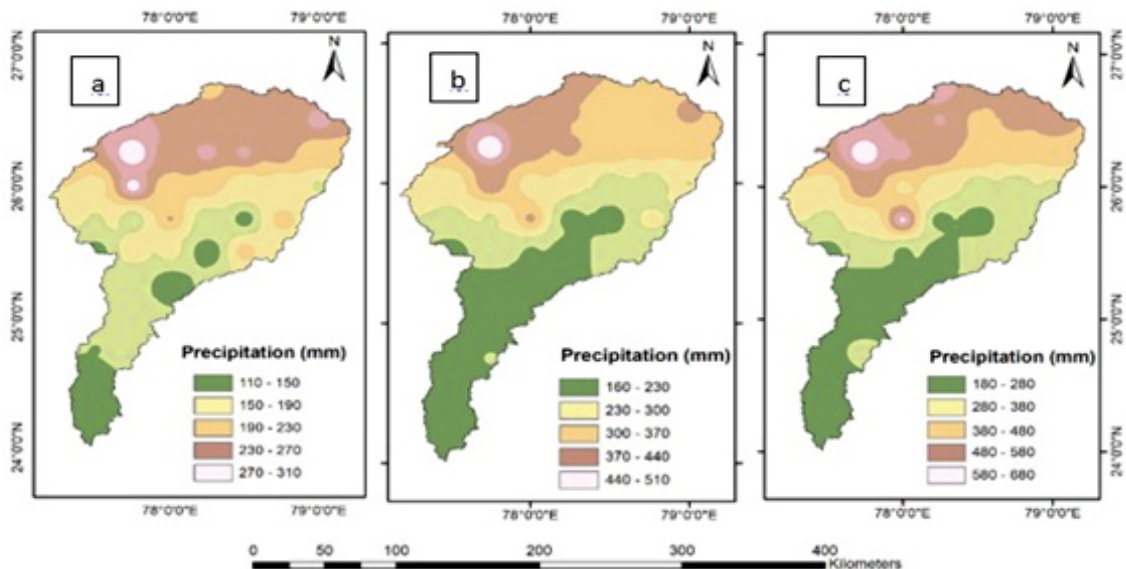 78°0'0"E 79°0'0"E 78°0'0"E 79°0'0"E 78°0'0"E 79°0'0"E
27°0'0"N
26°0'0"N
25°0'0"N
24°0'0"N
a
N
Precipitation (mm)
110 - 150
150 - 190
190 - 230
230 - 270
270 - 310
b
N
Precipitation (mm)
160 - 230
230 - 300
300 - 370
370 - 440
440 - 510
c
N
Precipitation (mm)
180 - 280
280 - 380
380 - 480
480 - 580
580 - 680
27°0'0"N
26°0'0"N
25°0'0"N
24°0'0"N
78°0'0"E 79°0'0"E 78°0'0"E 79°0'0"E 78°0'0"E 79°0'0"E
0 50 100 200 300 400
Kilometers